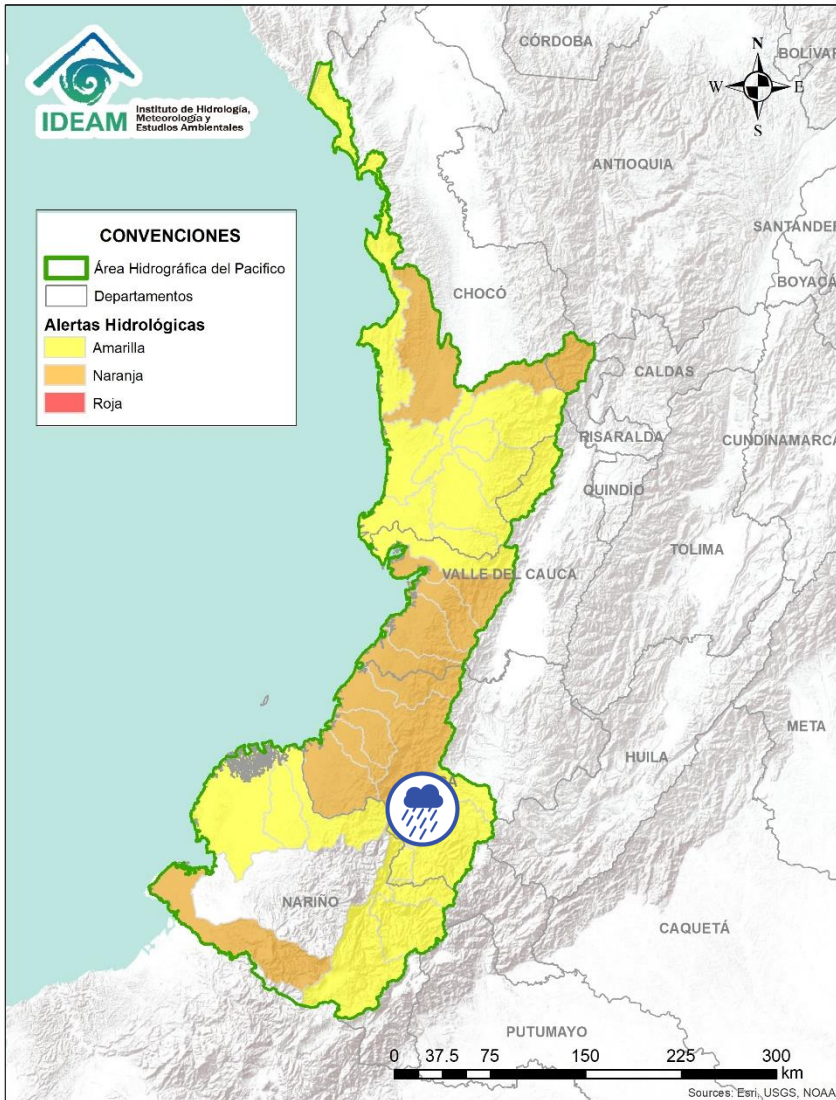 IDEAM
Instituto de Hidrología,
Meteorología y
Estudios Ambientales
CÓRDOBA
BOLÍVAR
N
W
E
S
ANTIOQUIA
CONVENCIONES
Área Hidrográfica del Pacifico
Departamentos
Alertas Hidrológicas
Amarilla
Naranja
Roja
SANTANDER
BOYACÁ
CHOCÓ
CALDAS
RISARALDA
CUNDINAMARCA
QUINDÍO
TOLIMA
VALLE DEL CAUCA
META
HUILA
NARIÑO
CAQUETÁ
PUTUMAYO
0 37.5 75 150 225 300
km
Sources: Esri, USGS, NOAA